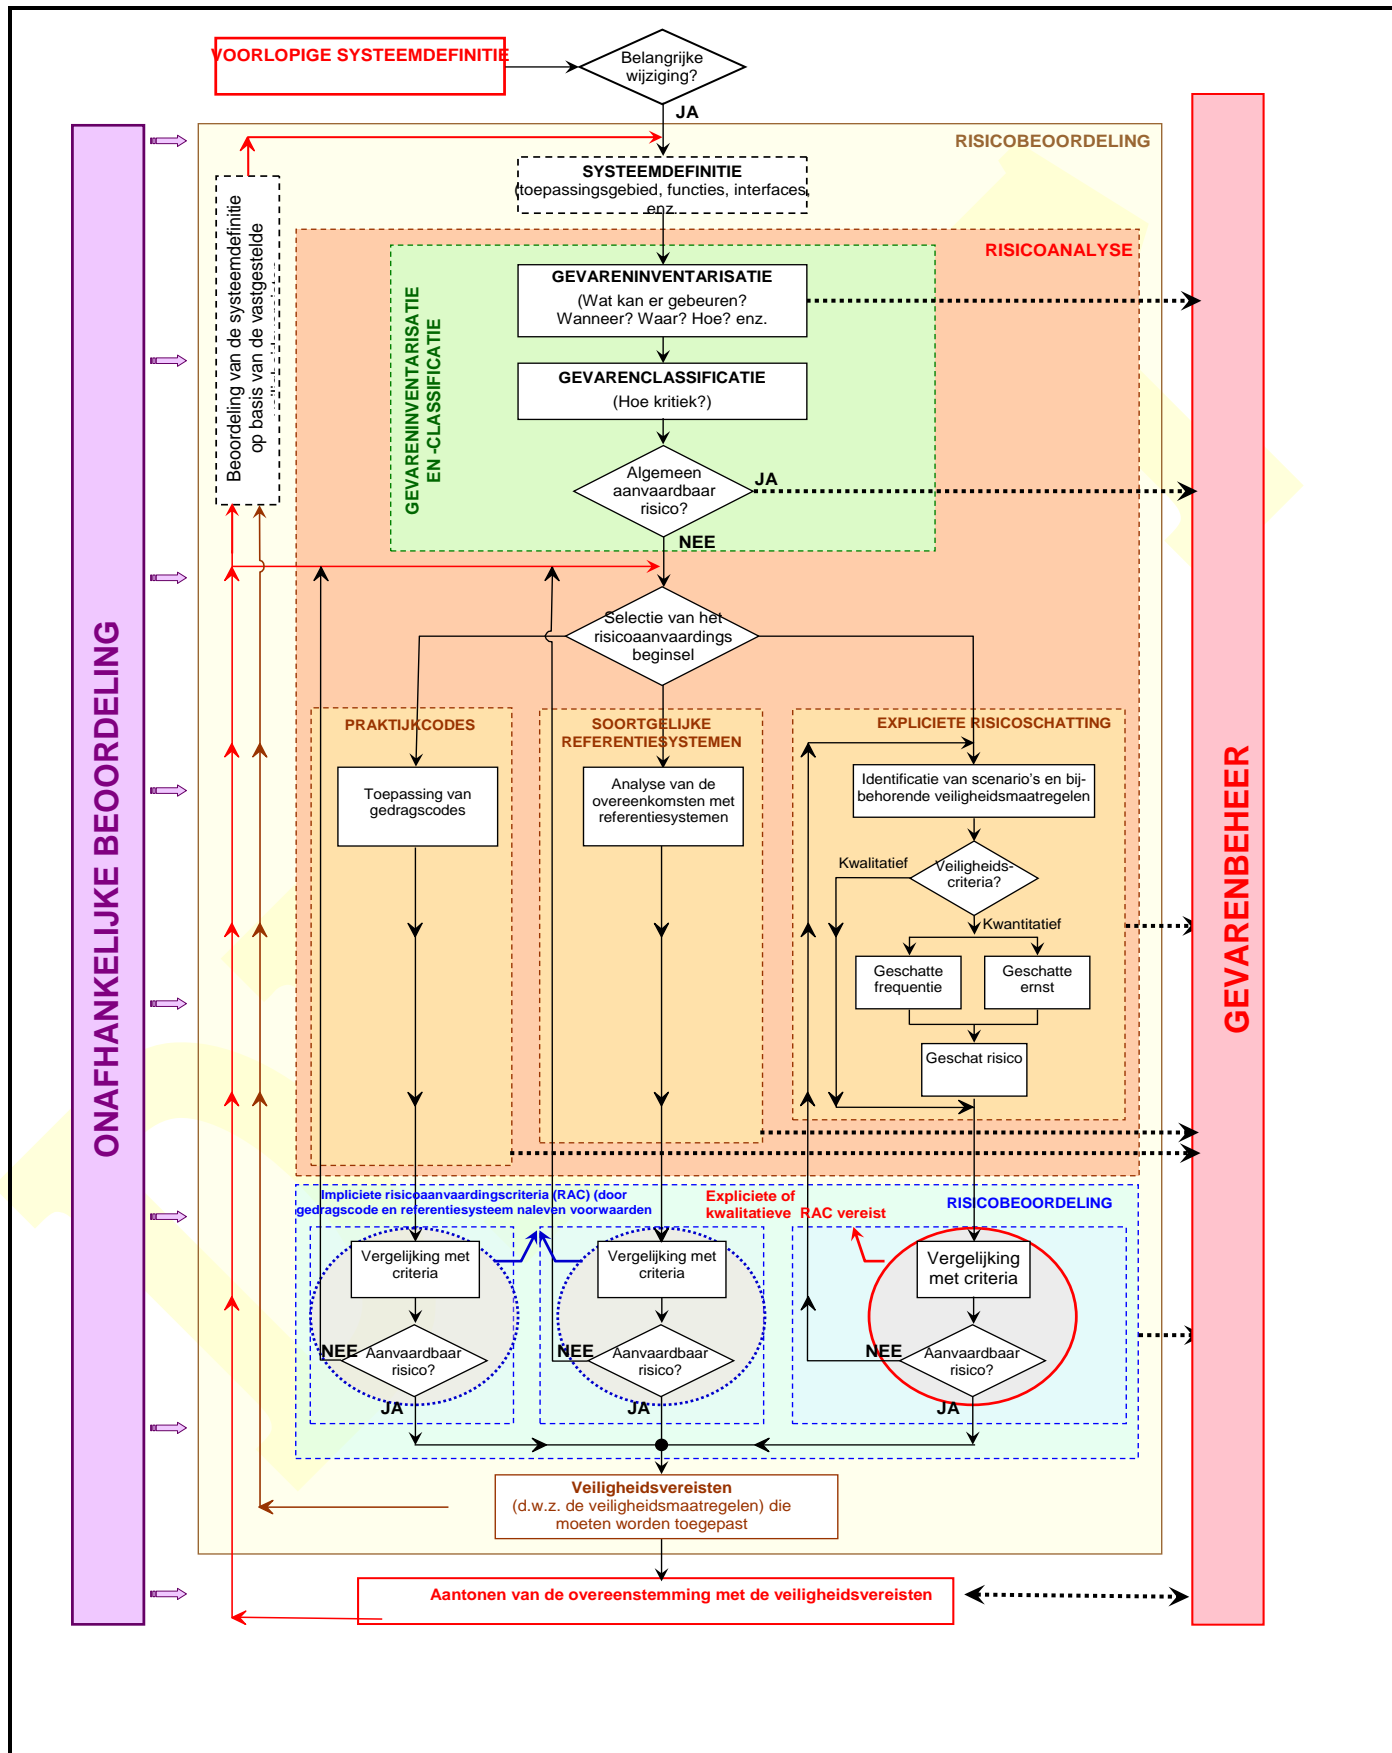 VOORLOPIGE SYSTEEMDEFINITIE
Belangrijke
wijziging?
JA
RISICOBEOORDELING
SYSTEEMDEFINITIE
(toepassingsgebied, functies, interfaces,
enz.
Beoordeling van de systeemdefinitie
op basis van de vastgestelde
RISICOANALYSE
GEVARENINVENTARISATIE
EN -CLASSIFICATIE
GEVARENINVENTARISATIE
(Wat kan er gebeuren?
Wanneer? Waar? Hoe? enz.
GEVARENCLASSIFICATIE
(Hoe kritiek?)
Algemeen
aanvaardbaar
risico?
JA
NEE
ONAFHANKELIJKE BEOORDELING
GEVARENBEHEER
Selectie van het
risicoaanvaardings
beginsel
PRAKTIJKCODES
Toepassing van
gedragscodes
SOORTGELIJKE
REFERENTIESYSTEMEN
Analyse van de
overeenkomsten met
referentiesystemen
EXPLICIETE RISICOSCHATTING
Identificatie van scenario's en bij-
behorende veiligheidsmaatregelen
Kwalitatief
Veiligheids-
criteria?
Kwantitatief
Geschatte
frequentie
Geschatte
ernst
Geschat risico
Impliciete risicoaanvaardingscriteria (RAC) (door
gedragscode en referentiesysteem naleven voorwaarden
Expliciete of
kwalitatieve RAC vereist
RISICOBEOORDELING
Vergelijking met
criteria
NEE
Aanvaardbaar
risico?
JA
Vergelijking met
criteria
NEE
Aanvaardbaar
risico?
JA
Vergelijking
met criteria
NEE
Aanvaardbaar
risico?
JA
Veiligheidsvereisten
(d.w.z. de veiligheidsmaatregelen) die
moeten worden toegepast
Aantonen van de overeenstemming met de veiligheidsvereisten